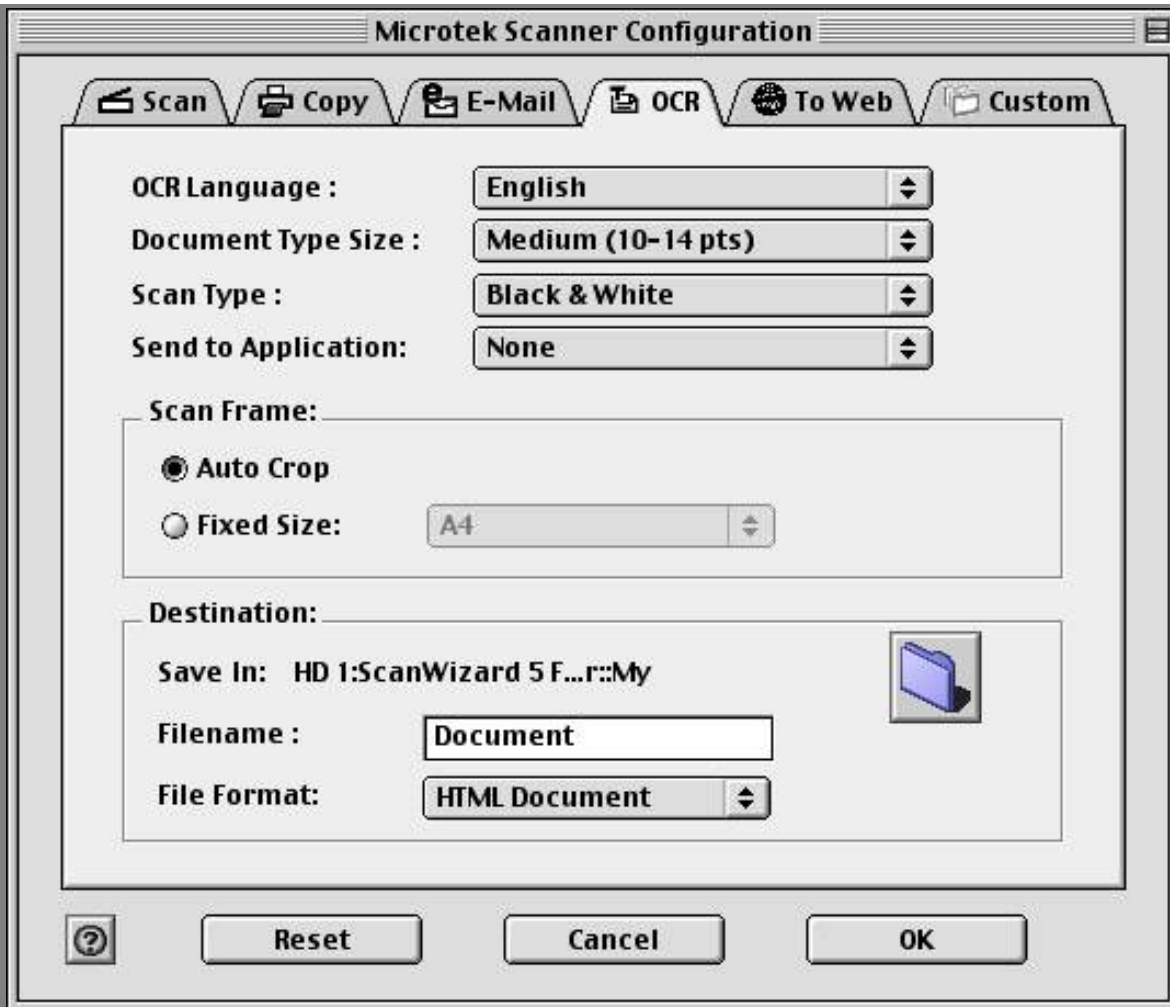 Microtek Scanner Configuration
Scan Copy E-Mail OCR To Web Custom
OCR Language : English
Document Type Size : Medium (10-14 pts)
Scan Type : Black & White
Send to Application: None
Scan Frame:
Auto Crop
Fixed Size: A4
Destination:
Save In: HD 1:ScanWizard 5 F...r::My
Filename : Document
File Format: HTML Document
? Reset Cancel OK